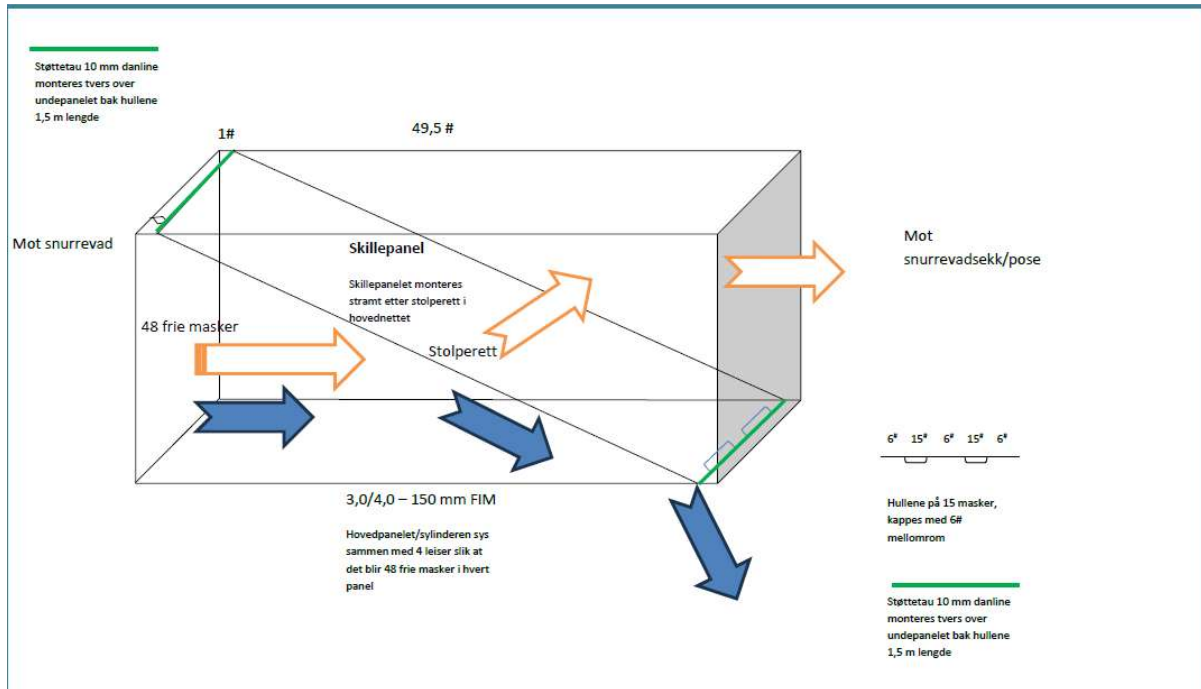 Støttetau 10 mm danline
monteres tvers over
undepanelet bak hullene
1,5 m lengde
1#
49,5 #
Mot snurrevad
Skillepanel
Skillepanelet monteres
stramt etter stolperett i
hovednettet
48 frie masker
Stolperett
Mot
snurrevadsekk/pose
3,0/4,0 – 150 mm FIM
Hovedpanelet/sylinderen sys
sammen med 4 leiser slik at
det blir 48 frie masker i hvert
panel
6# 15# 6# 15# 6#
Hullene på 15 masker,
kappes med 6#
mellomrom
Støttetau 10 mm danline
monteres tvers over
undepanelet bak hullene
1,5 m lengde